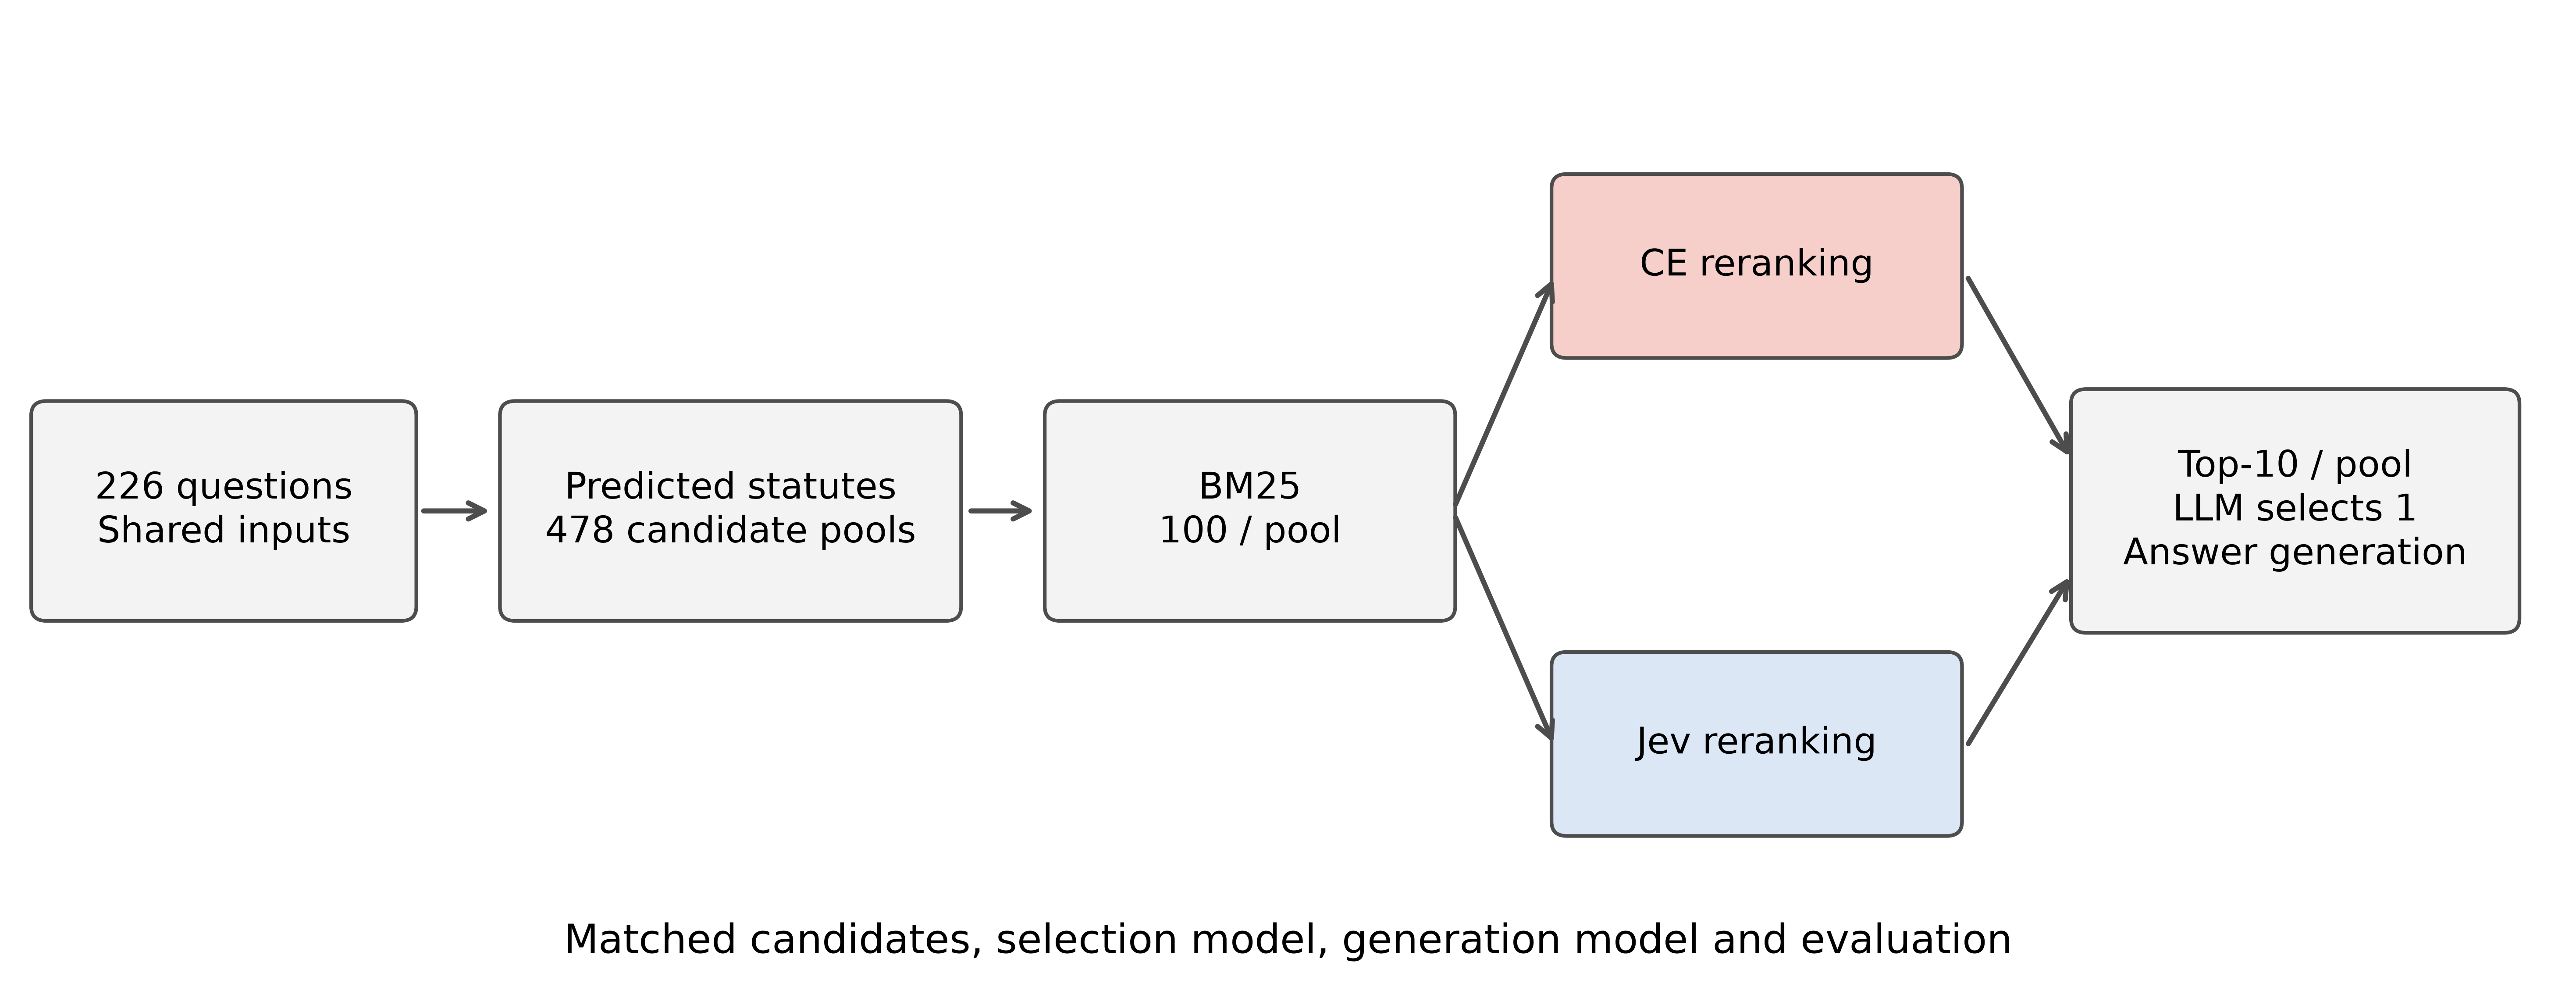 226 questions
Shared inputs
Predicted statutes
478 candidate pools
BM25
100 / pool
CE reranking
Jev reranking
Top-10 / pool
LLM selects 1
Answer generation
Matched candidates, selection model, generation model and evaluation